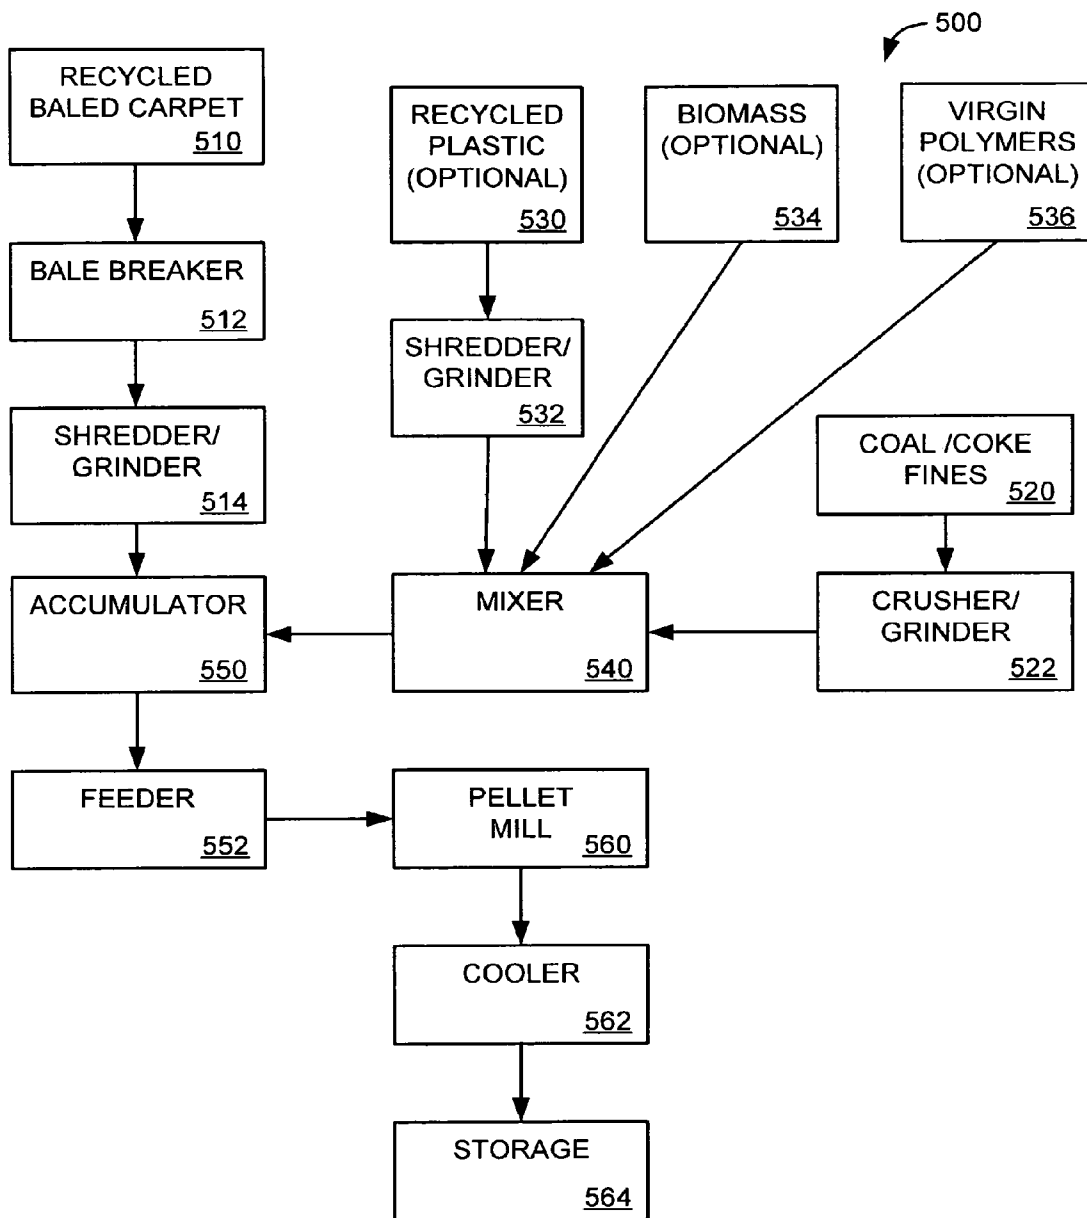 500
RECYCLED
BALED CARPET
510
RECYCLED
PLASTIC
(OPTIONAL)
530
BIOMASS
(OPTIONAL)
534
VIRGIN
POLYMERS
(OPTIONAL)
536
BALE BREAKER
512
SHREDDER/
GRINDER
532
SHREDDER/
GRINDER
514
COAL /COKE
FINES
520
ACCUMULATOR
550
MIXER
540
CRUSHER/
GRINDER
522
FEEDER
552
PELLET
MILL
560
COOLER
562
STORAGE
564